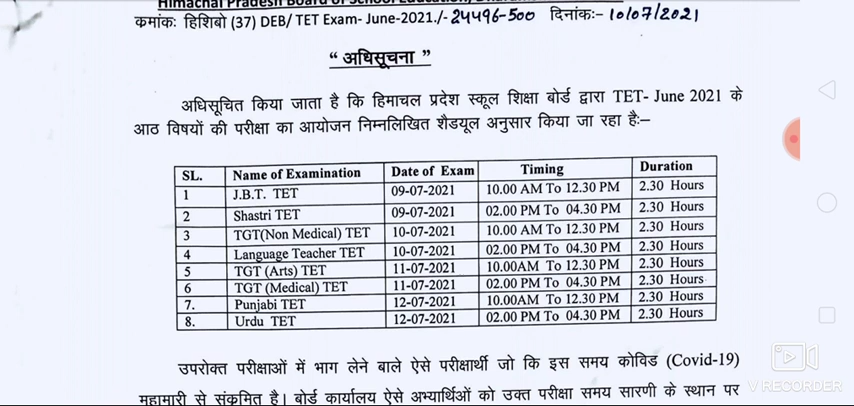 Himachal Pradesh Board of School Education,
कमांकः हिशिबो (37) DEB/ TET Exam- June-2021./- 24496-500 दिनांकः- 10/07/2021
“ अधिसूचना ”
अधिसूचित किया जाता है कि हिमाचल प्रदेश स्कूल शिक्षा बोर्ड द्वारा TET- June 2021 के
आठ विषयों की परीक्षा का आयोजन निम्नलिखित शैडयूल अनुसार किया जा रहा हैः–
SL. Name of Examination Date of Exam Timing Duration
1 J.B.T. TET 09-07-2021 10.00 AM To 12.30 PM 2.30 Hours
2 Shastri TET 09-07-2021 02.00 PM To 04.30 PM 2.30 Hours
3 TGT(Non Medical) TET 10-07-2021 10.00 AM To 12.30 PM 2.30 Hours
4 Language Teacher TET 10-07-2021 02.00 PM To 04.30 PM 2.30 Hours
5 TGT (Arts) TET 11-07-2021 10.00AM To 12.30 PM 2.30 Hours
6 TGT (Medical) TET 11-07-2021 02.00 PM To 04.30 PM 2.30 Hours
7. Punjabi TET 12-07-2021 10.00AM To 12.30 PM 2.30 Hours
8. Urdu TET 12-07-2021 02.00 PM To 04.30 PM 2.30 Hours
उपरोक्त परीक्षाओं में भाग लेने बाले ऐसे परीक्षार्थी जो कि इस समय कोविड (Covid-19)
महामारी से संक्रमित है। बोर्ड कार्यालय ऐसे अभ्यार्थिओं को उक्त परीक्षा समय सारणी के स्थान पर
V RECORDER